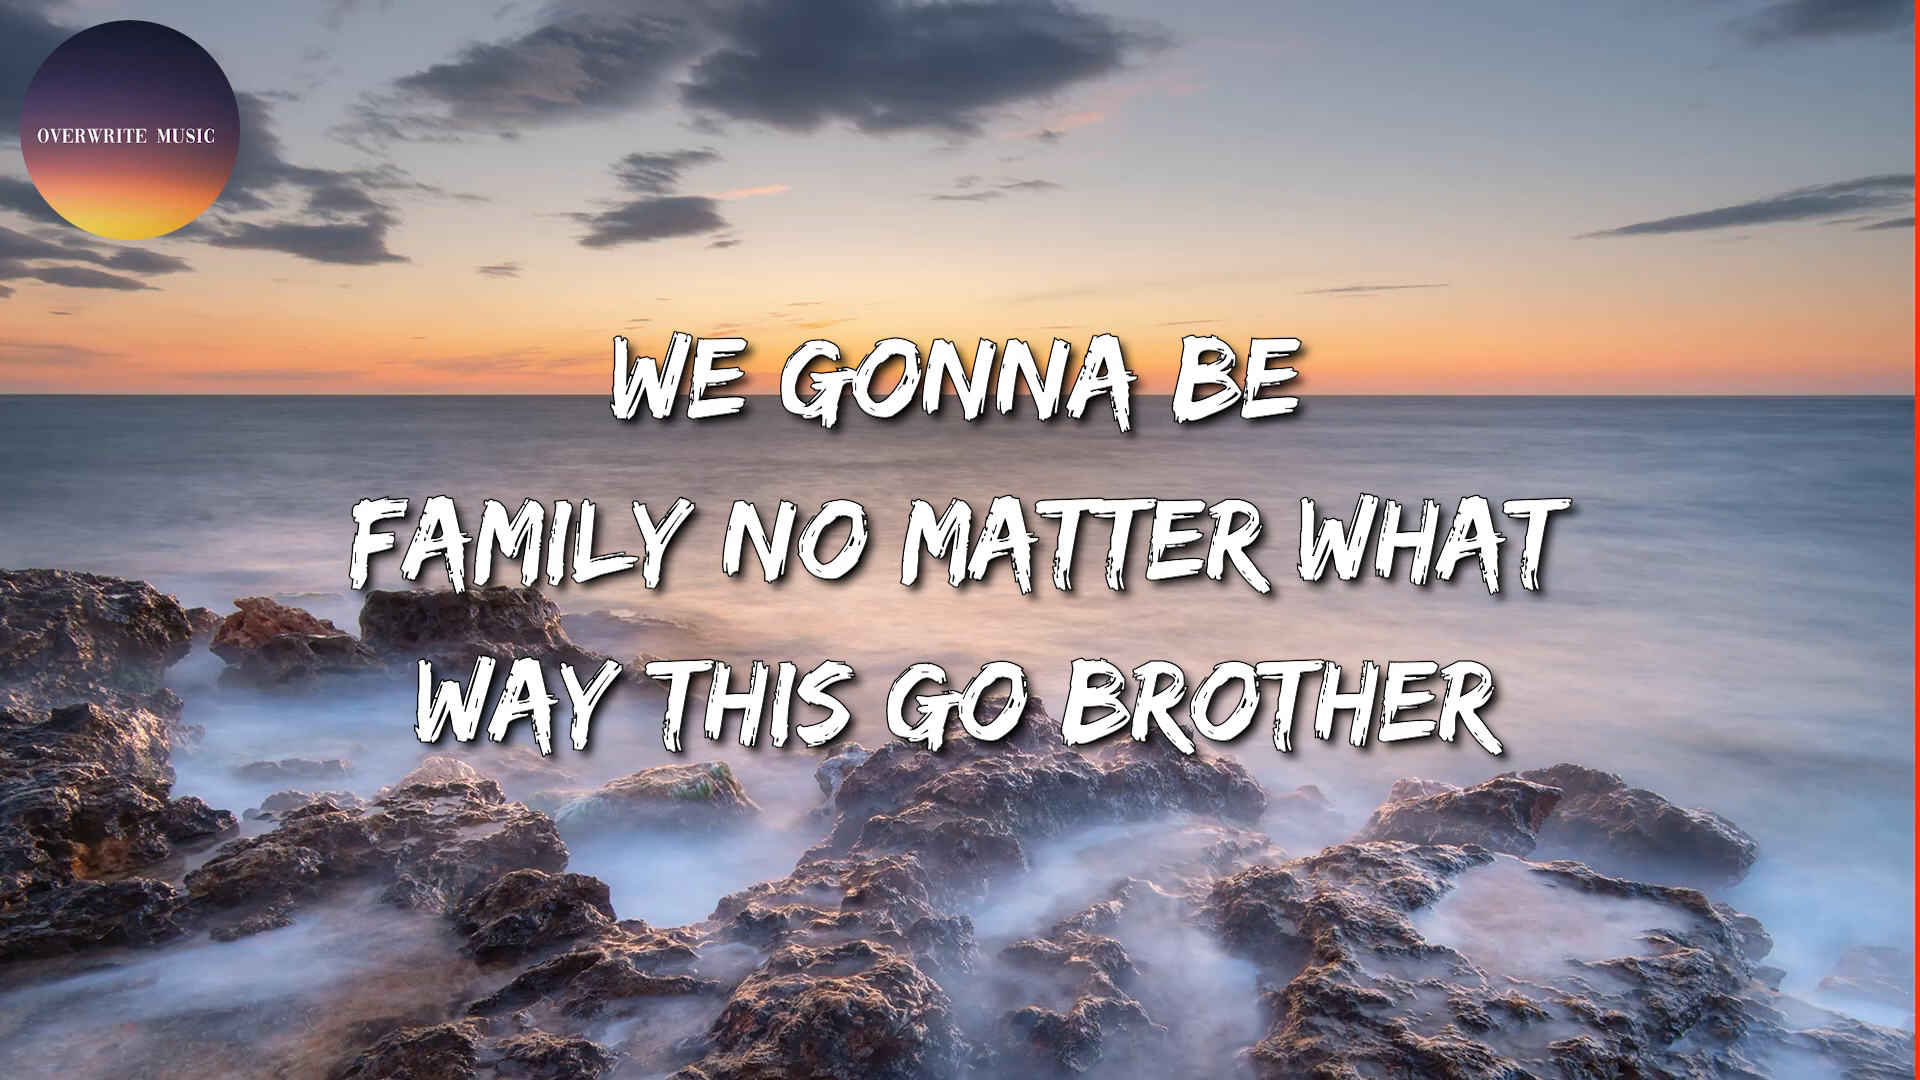 OVERWRITE MUSIC
WE GONNA BE
FAMILY NO MATTER WHAT
WAY THIS GO BROTHER